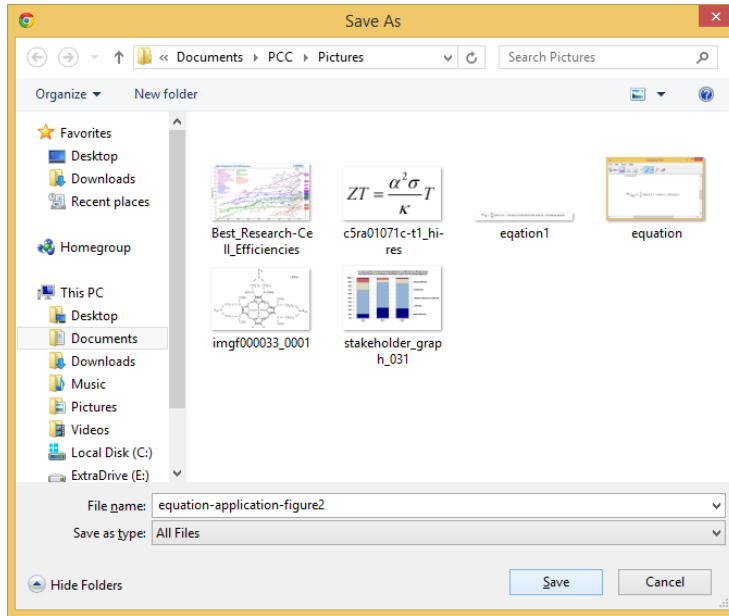 Save As
« Documents PCC Pictures
Search Pictures
Organize
New folder
Favorites
Desktop
Downloads
Recent places
Homegroup
This PC
Desktop
Documents
Downloads
Music
Pictures
Videos
Local Disk (C:)
ExtraDrive (E:)
ZT = α²σ/κ T
Best_Research-Ce
ll_Efficiencies
c5ra01071c-t1_hi-
res
eqation1
equation
imgf000033_0001
stakeholder_grap
h_031
File name: equation-application-figure2
Save as type: All Files
Hide Folders
Save
Cancel